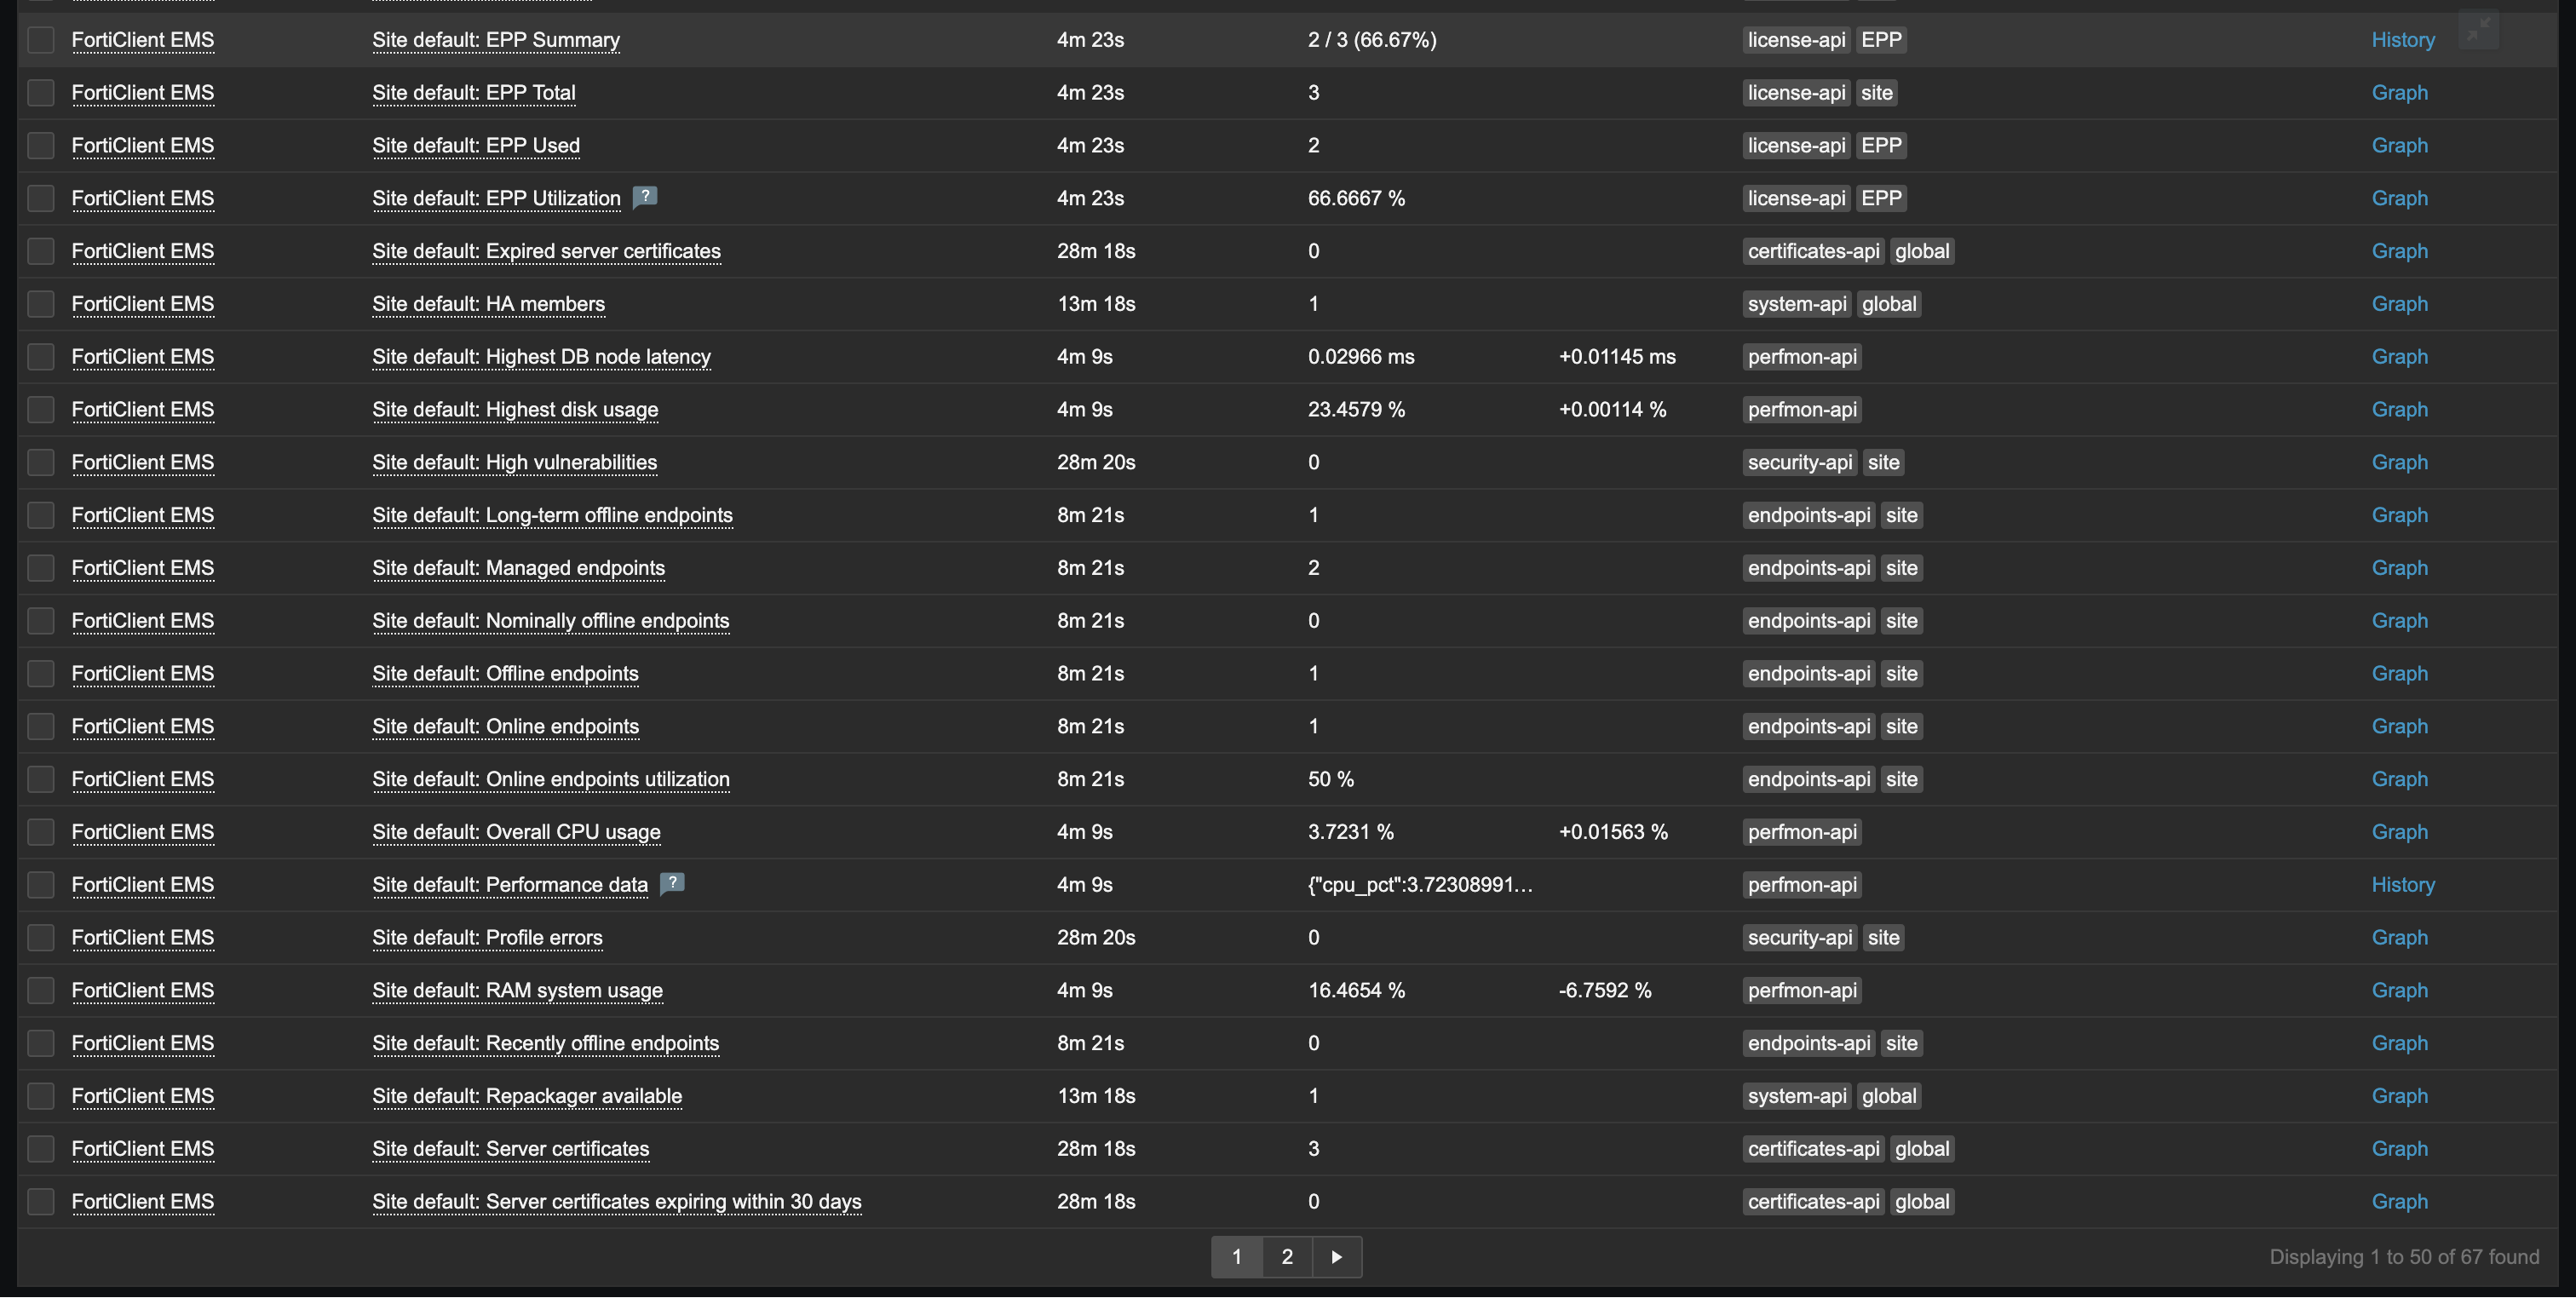 FortiClient EMS Site default: EPP Summary 4m 23s 2 / 3 (66.67%) license-api EPP History
FortiClient EMS Site default: EPP Total 4m 23s 3 license-api site Graph
FortiClient EMS Site default: EPP Used 4m 23s 2 license-api EPP Graph
FortiClient EMS Site default: EPP Utilization ? 4m 23s 66.6667 % license-api EPP Graph
FortiClient EMS Site default: Expired server certificates 28m 18s 0 certificates-api global Graph
FortiClient EMS Site default: HA members 13m 18s 1 system-api global Graph
FortiClient EMS Site default: Highest DB node latency 4m 9s 0.02966 ms +0.01145 ms perfmon-api Graph
FortiClient EMS Site default: Highest disk usage 4m 9s 23.4579 % +0.00114 % perfmon-api Graph
FortiClient EMS Site default: High vulnerabilities 28m 20s 0 security-api site Graph
FortiClient EMS Site default: Long-term offline endpoints 8m 21s 1 endpoints-api site Graph
FortiClient EMS Site default: Managed endpoints 8m 21s 2 endpoints-api site Graph
FortiClient EMS Site default: Nominally offline endpoints 8m 21s 0 endpoints-api site Graph
FortiClient EMS Site default: Offline endpoints 8m 21s 1 endpoints-api site Graph
FortiClient EMS Site default: Online endpoints 8m 21s 1 endpoints-api site Graph
FortiClient EMS Site default: Online endpoints utilization 8m 21s 50 % endpoints-api site Graph
FortiClient EMS Site default: Overall CPU usage 4m 9s 3.7231 % +0.01563 % perfmon-api Graph
FortiClient EMS Site default: Performance data ? 4m 9s {"cpu_pct":3.72308991... perfmon-api History
FortiClient EMS Site default: Profile errors 28m 20s 0 security-api site Graph
FortiClient EMS Site default: RAM system usage 4m 9s 16.4654 % -6.7592 % perfmon-api Graph
FortiClient EMS Site default: Recently offline endpoints 8m 21s 0 endpoints-api site Graph
FortiClient EMS Site default: Repackager available 13m 18s 1 system-api global Graph
FortiClient EMS Site default: Server certificates 28m 18s 3 certificates-api global Graph
FortiClient EMS Site default: Server certificates expiring within 30 days 28m 18s 0 certificates-api global Graph
1 2
Displaying 1 to 50 of 67 found